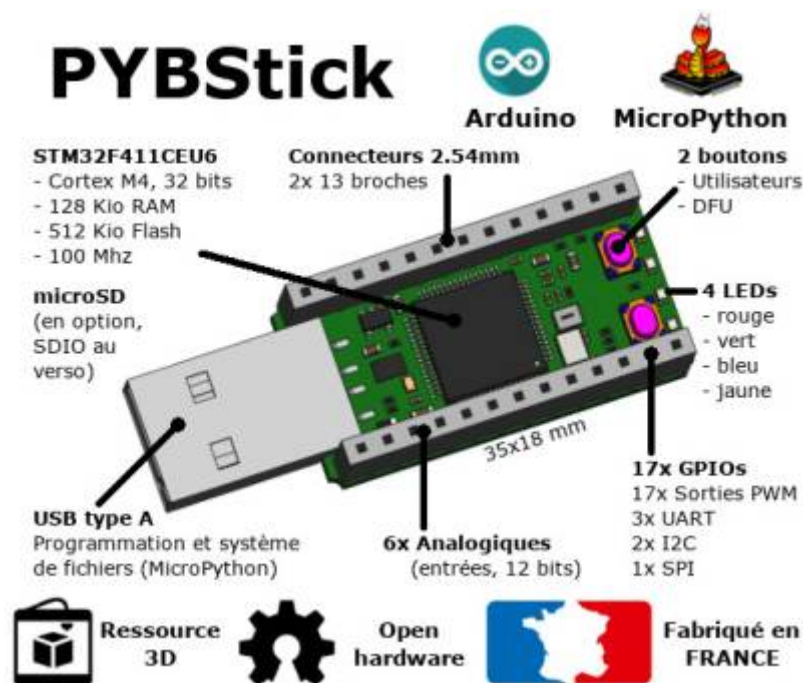 PYBStick
Arduino
MicroPython
STM32F411CEU6
- Cortex M4, 32 bits
- 128 Kio RAM
- 512 Kio Flash
- 100 Mhz
Connecteurs 2.54mm
2x 13 broches
2 boutons
- Utilisateurs
- DFU
microSD
(en option,
SDIO au
verso)
4 LEDs
- rouge
- vert
- bleu
- jaune
35x18 mm
USB type A
Programmation et système
de fichiers (MicroPython)
6x Analogiques
(entrées, 12 bits)
17x GPIOs
17x Sorties PWM
3x UART
2x I2C
1x SPI
Ressource
3D
Open
hardware
Fabriqué en
FRANCE